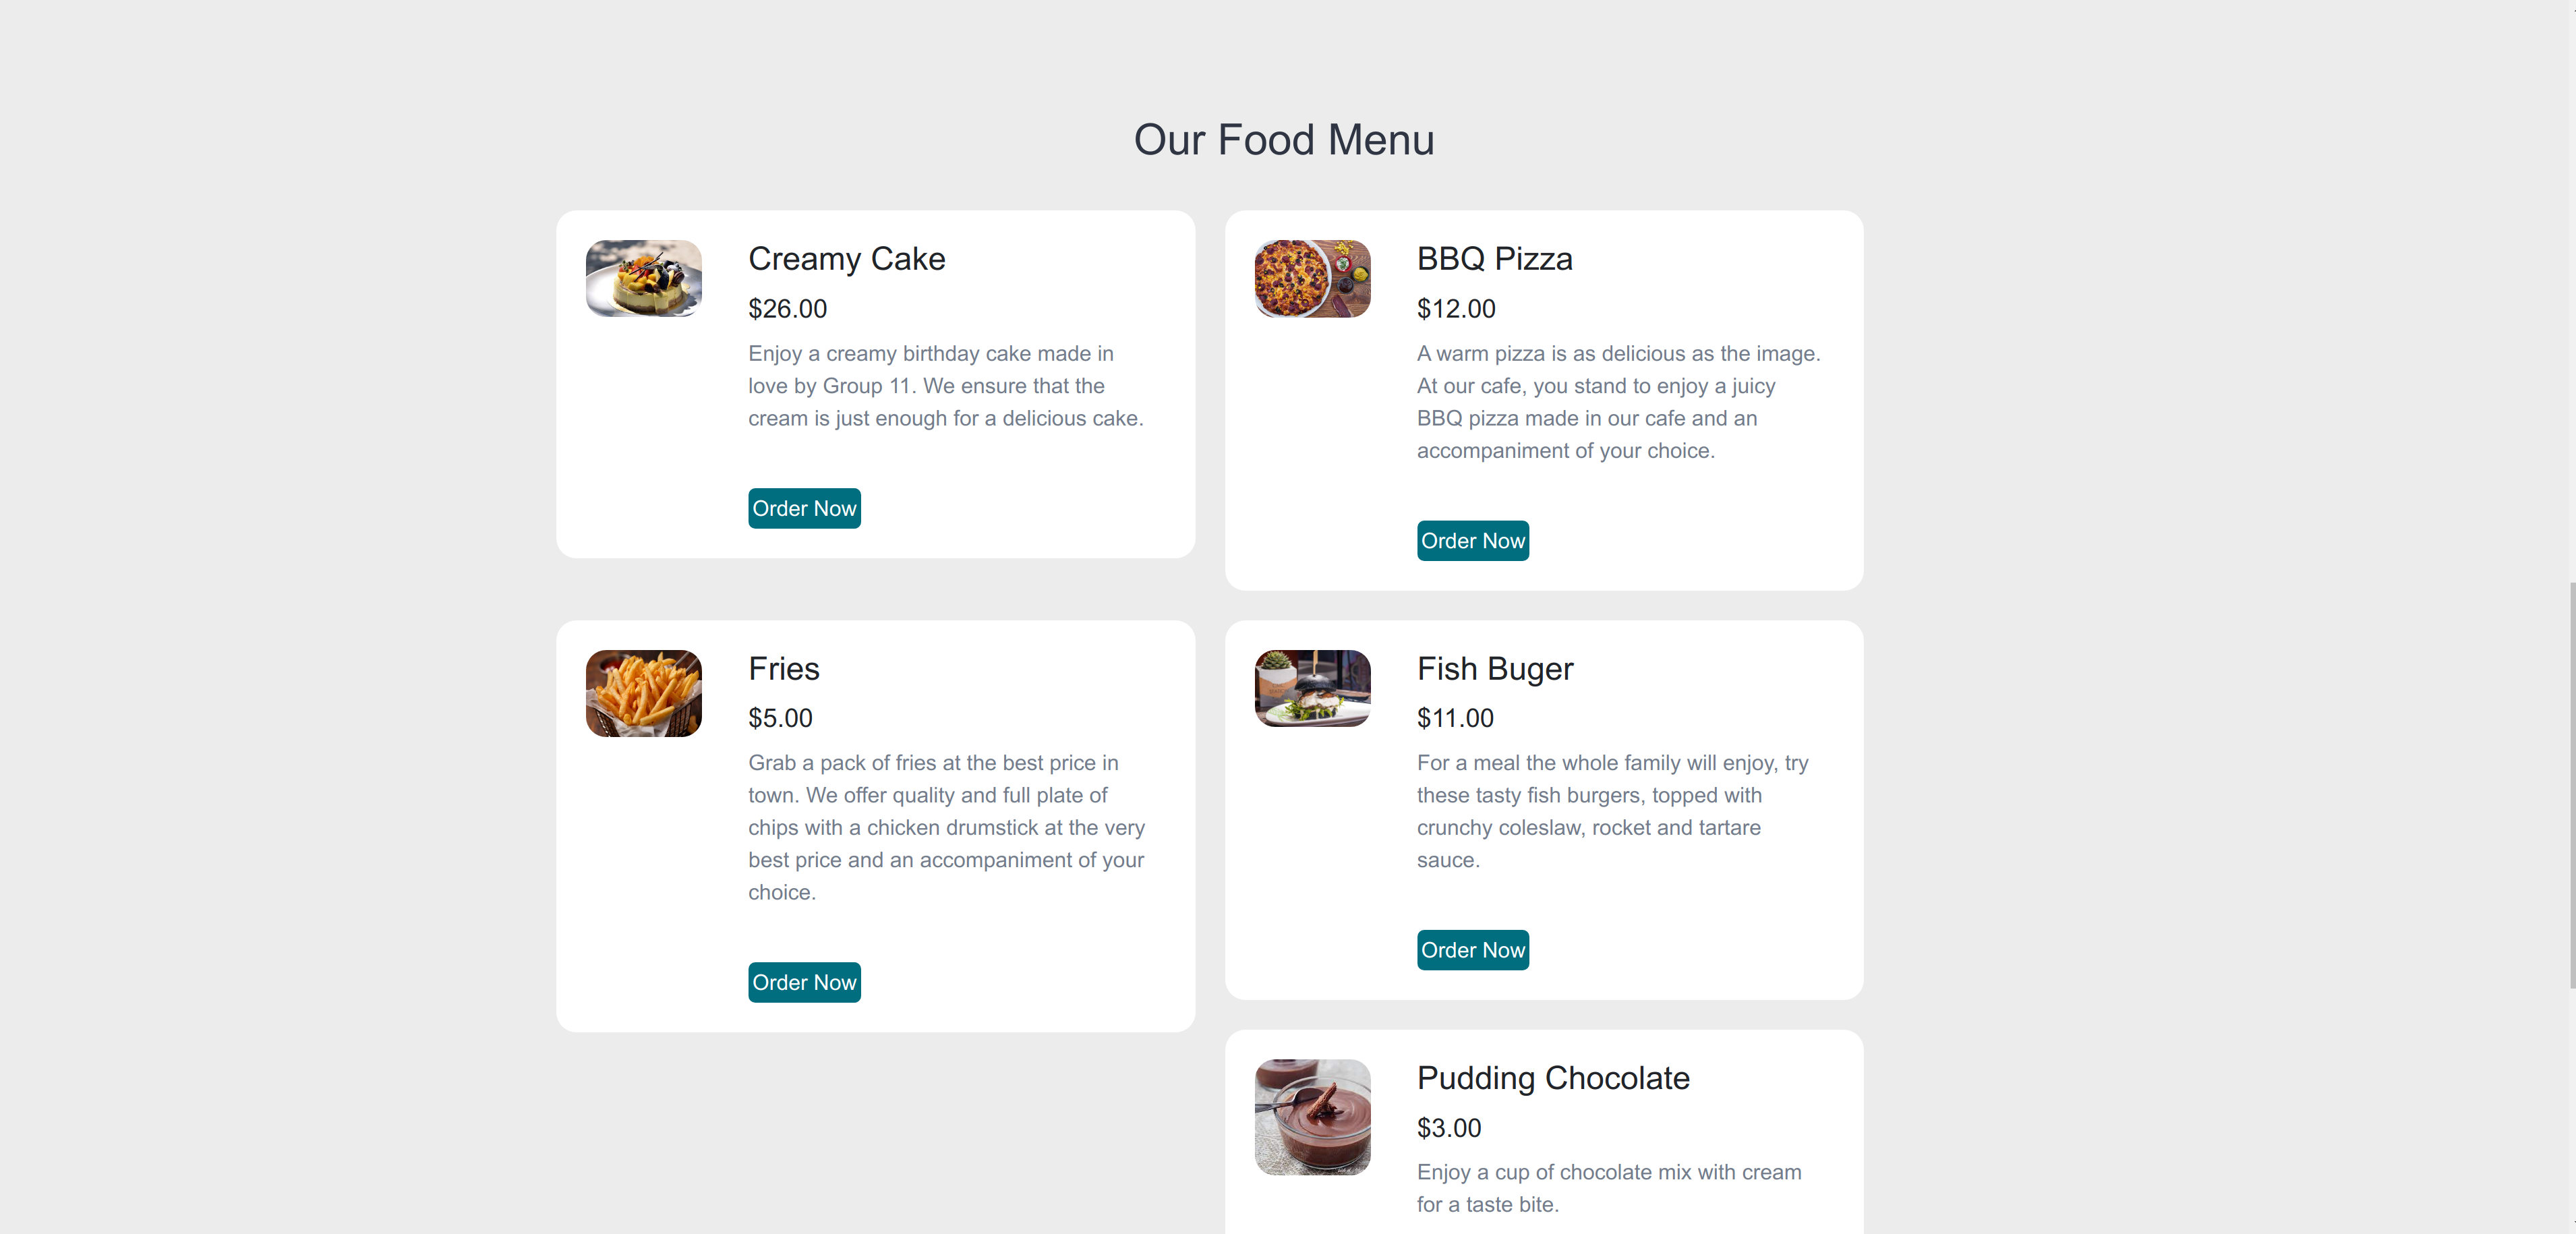 Our Food Menu
Creamy Cake
$26.00
Enjoy a creamy birthday cake made in
love by Group 11. We ensure that the
cream is just enough for a delicious cake.
Order Now
BBQ Pizza
$12.00
A warm pizza is as delicious as the image.
At our cafe, you stand to enjoy a juicy
BBQ pizza made in our cafe and an
accompaniment of your choice.
Order Now
Fries
$5.00
Grab a pack of fries at the best price in
town. We offer quality and full plate of
chips with a chicken drumstick at the very
best price and an accompaniment of your
choice.
Order Now
Fish Buger
$11.00
For a meal the whole family will enjoy, try
these tasty fish burgers, topped with
crunchy coleslaw, rocket and tartare
sauce.
Order Now
Pudding Chocolate
$3.00
Enjoy a cup of chocolate mix with cream
for a taste bite.